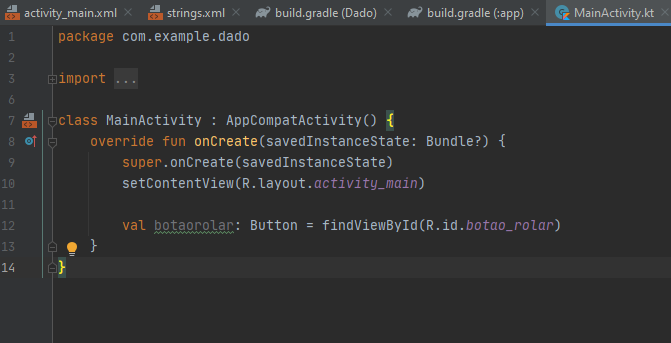 activity_main.xml × strings.xml × build.gradle (Dado) × build.gradle (:app) × MainActivity.kt
1 package com.example.dado
2
3 import ...
6
7 class MainActivity : AppCompatActivity() {
8 override fun onCreate(savedInstanceState: Bundle?) {
9 super.onCreate(savedInstanceState)
10 setContentView(R.layout.activity_main)
11
12 val botaorolar: Button = findViewById(R.id.botao_rolar)
13 }
14 }